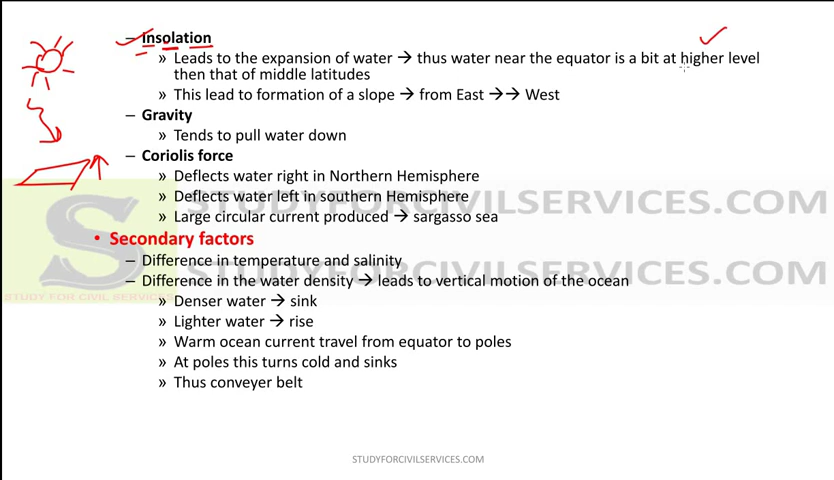 – Insolation
» Leads to the expansion of water → thus water near the equator is a bit at higher level
then that of middle latitudes
» This lead to formation of a slope → from East →→ West
– Gravity
» Tends to pull water down
– Coriolis force
» Deflects water right in Northern Hemisphere
» Deflects water left in southern Hemisphere
» Large circular current produced → sargasso sea
• Secondary factors
– Difference in temperature and salinity
– Difference in the water density → leads to vertical motion of the ocean
» Denser water → sink
» Lighter water → rise
» Warm ocean current travel from equator to poles
» At poles this turns cold and sinks
» Thus conveyer belt
S
STUDY FOR CIVIL SERVICES
STUDYFORCIVILSERVICES.COM
STUDYFORCIVILSERVICES.COM
STUDYFORCIVILSERVICES.COM